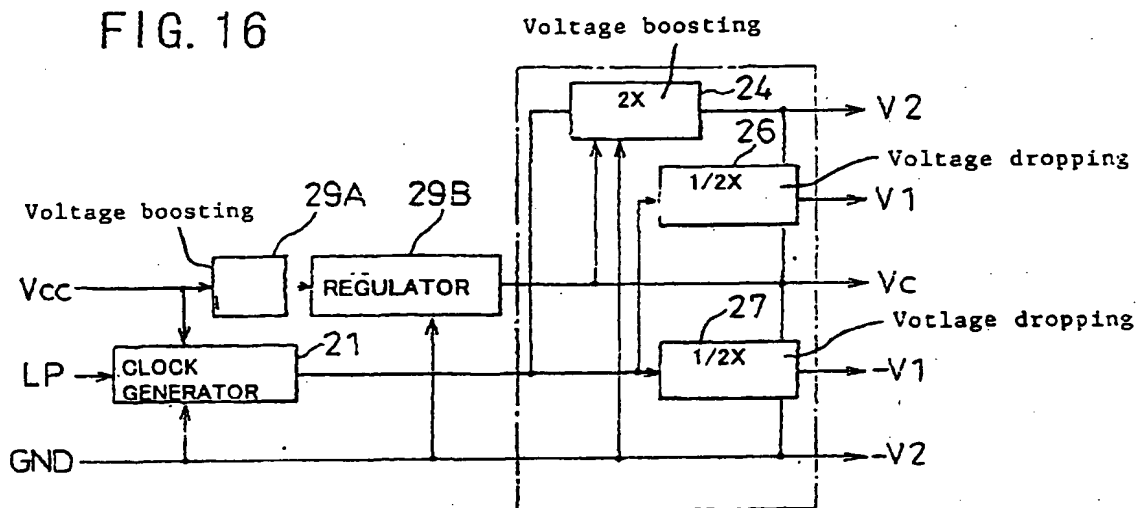 FIG. 16
Voltage boosting
2X
24
V2
26
1/2X
Voltage dropping
V1
Voltage boosting
29A
29B
Vcc
REGULATOR
Vc
27
Votlage dropping
1/2X
21
LP
CLOCK
GENERATOR
-V1
GND
-V2